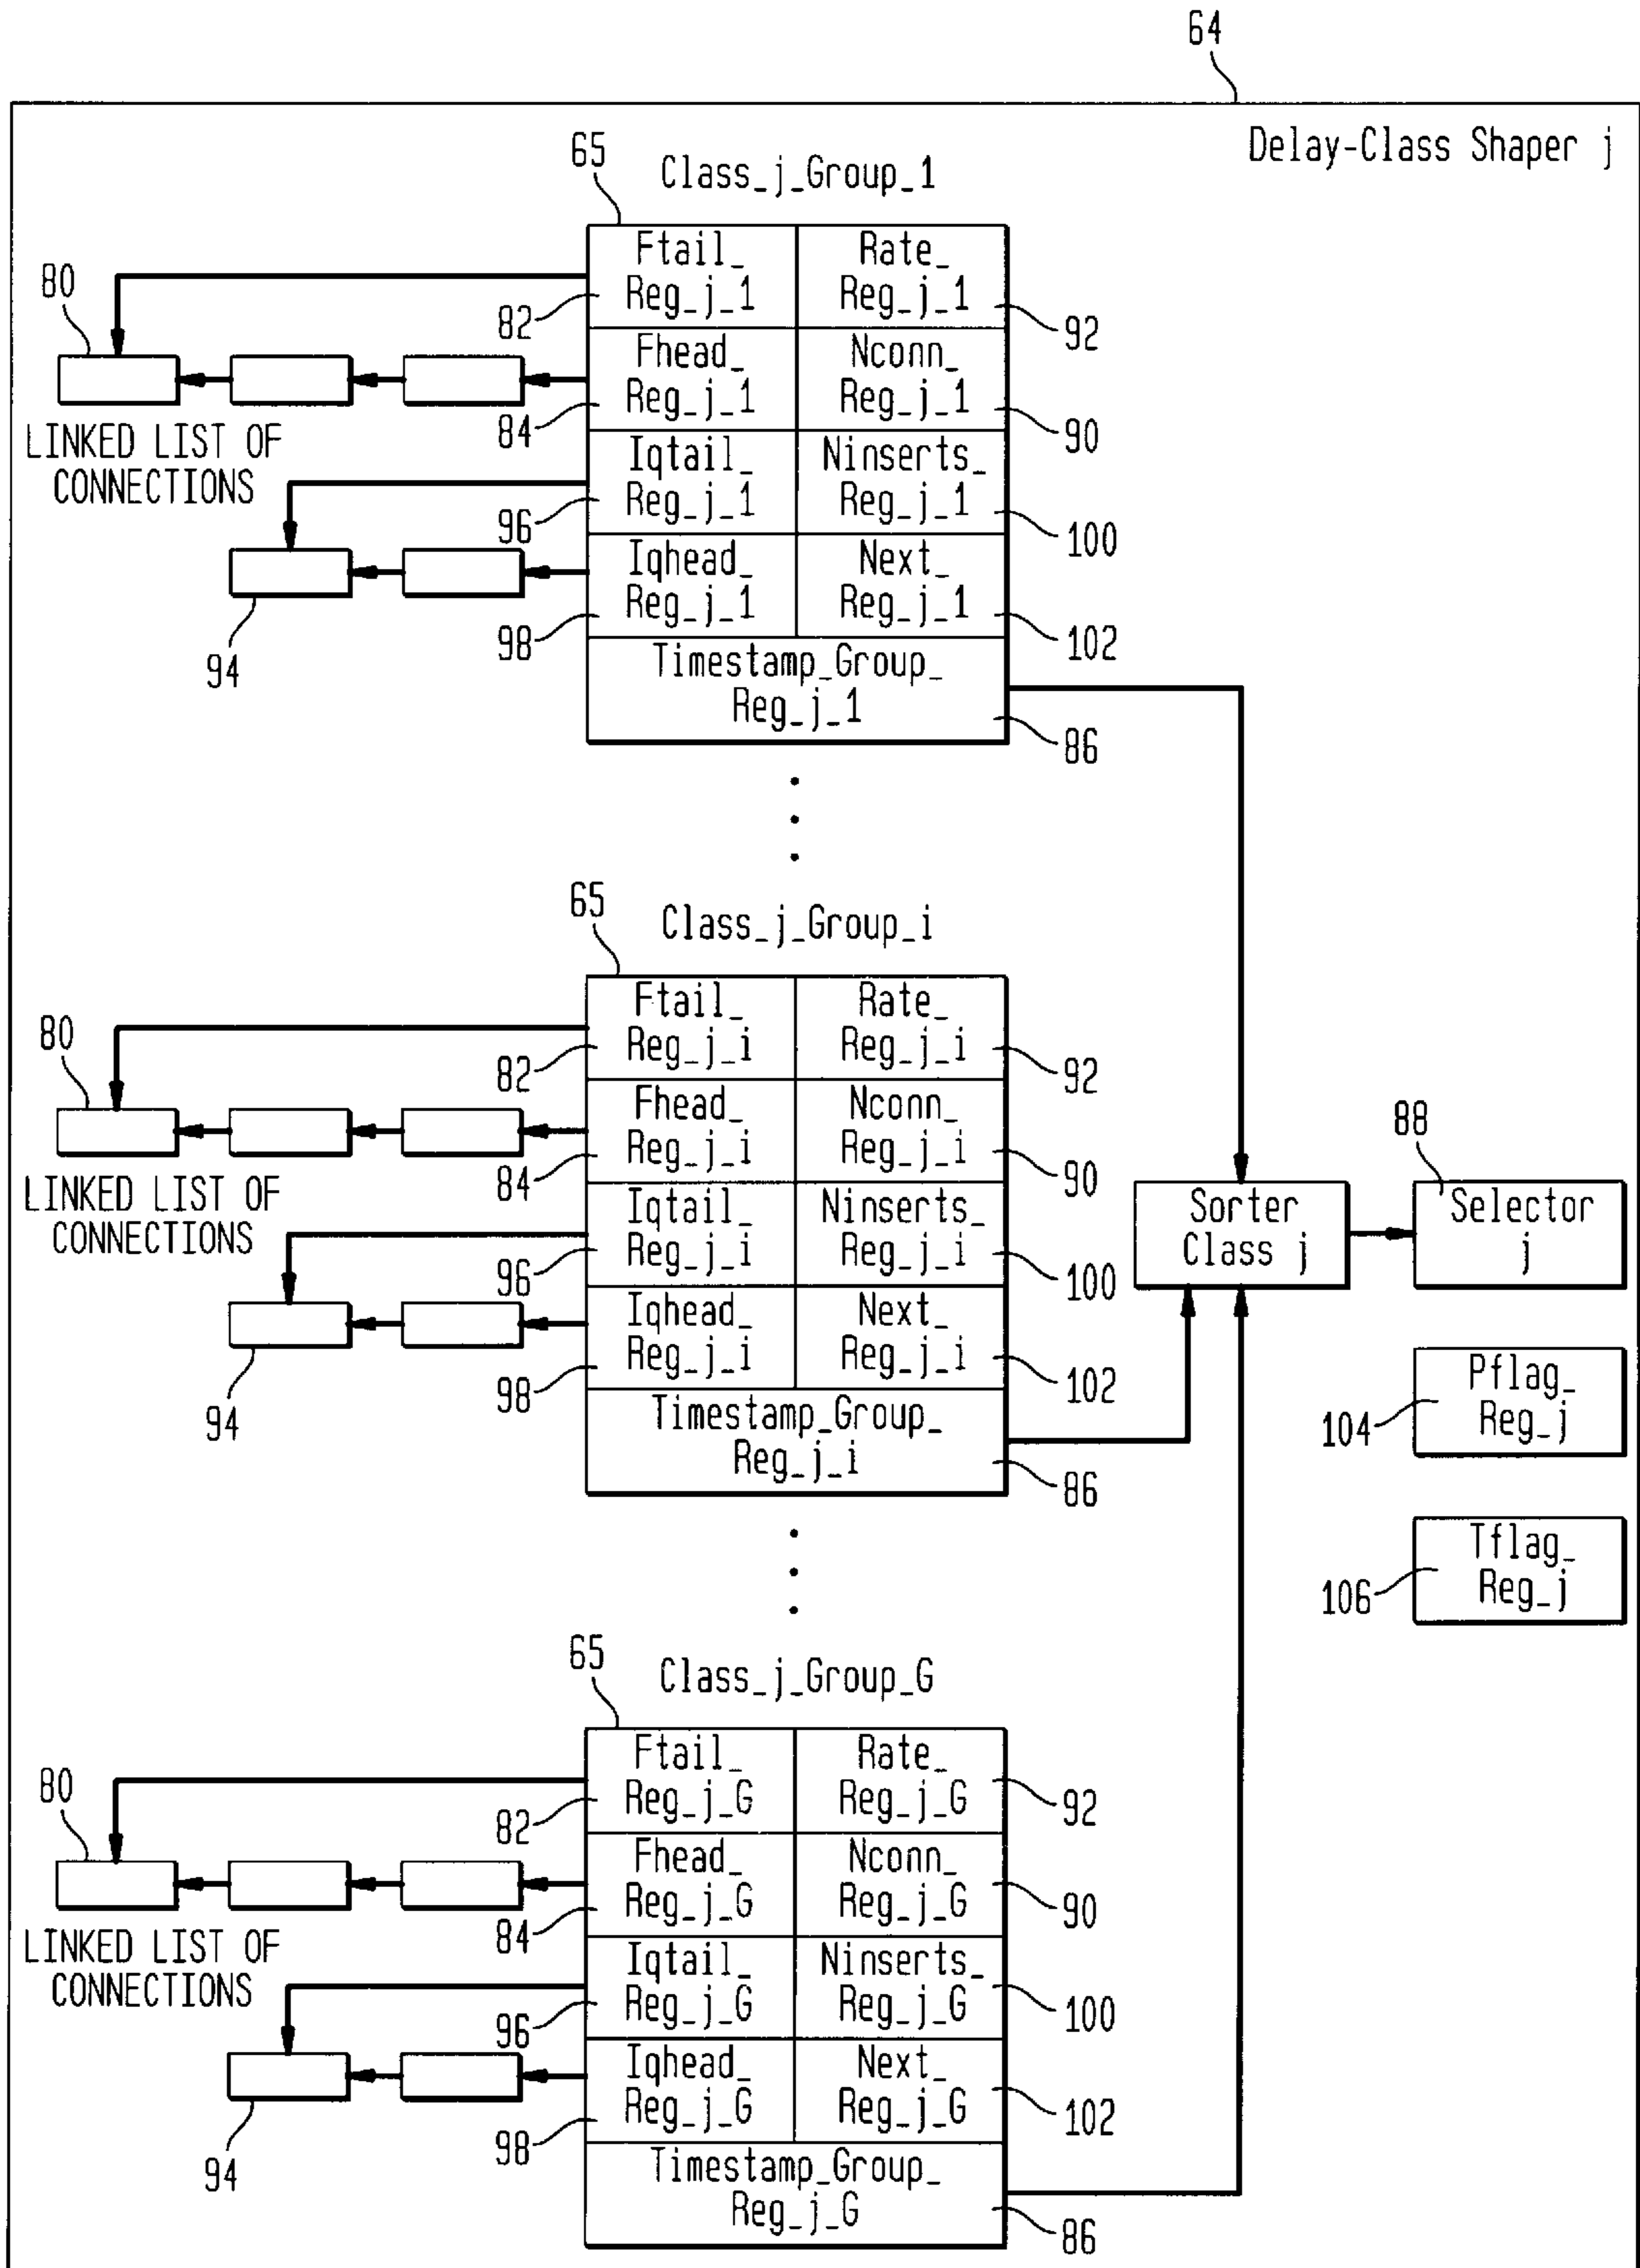 64
Delay-Class Shaper j
65
Class_j_Group_1
Ftail_
Reg_j_1
Rate_
Reg_j_1
80
82
92
Fhead_
Reg_j_1
Nconn_
Reg_j_1
LINKED LIST OF
CONNECTIONS
84
90
Iqtail_
Reg_j_1
Ninserts_
Reg_j_1
96
100
Iqhead_
Reg_j_1
Next_
Reg_j_1
94
98
102
Timestamp_Group_
Reg_j_1
86
65
Class_j_Group_i
Ftail_
Reg_j_i
Rate_
Reg_j_i
80
82
92
Fhead_
Reg_j_i
Nconn_
Reg_j_i
LINKED LIST OF
CONNECTIONS
84
90
Iqtail_
Reg_j_i
Ninserts_
Reg_j_i
96
100
Iqhead_
Reg_j_i
Next_
Reg_j_i
94
98
102
Timestamp_Group_
Reg_j_i
86
Sorter
Class j
88
Selector
j
Pflag_
Reg_j
104
Tflag_
Reg_j
106
65
Class_j_Group_G
Ftail_
Reg_j_G
Rate_
Reg_j_G
80
82
92
Fhead_
Reg_j_G
Nconn_
Reg_j_G
LINKED LIST OF
CONNECTIONS
84
90
Iqtail_
Reg_j_G
Ninserts_
Reg_j_G
96
100
Iqhead_
Reg_j_G
Next_
Reg_j_G
94
98
102
Timestamp_Group_
Reg_j_G
86